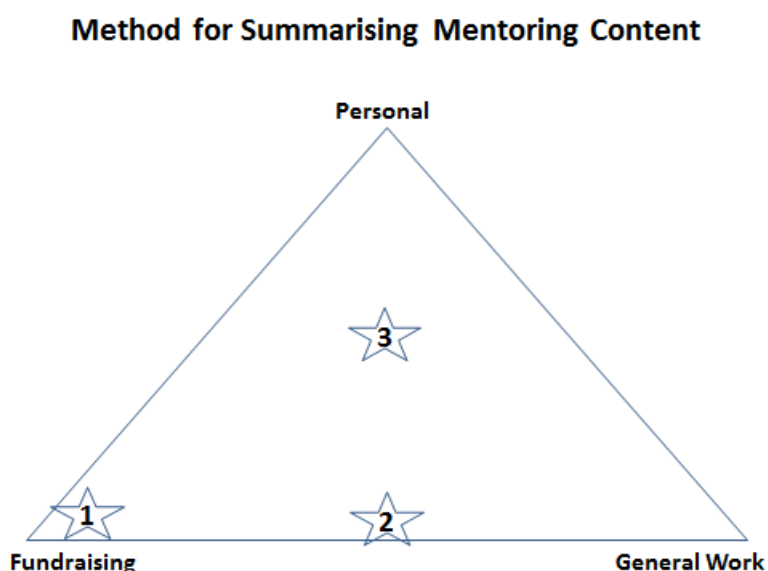 Method for Summarising Mentoring Content
Personal
3
1
2
Fundraising
General Work